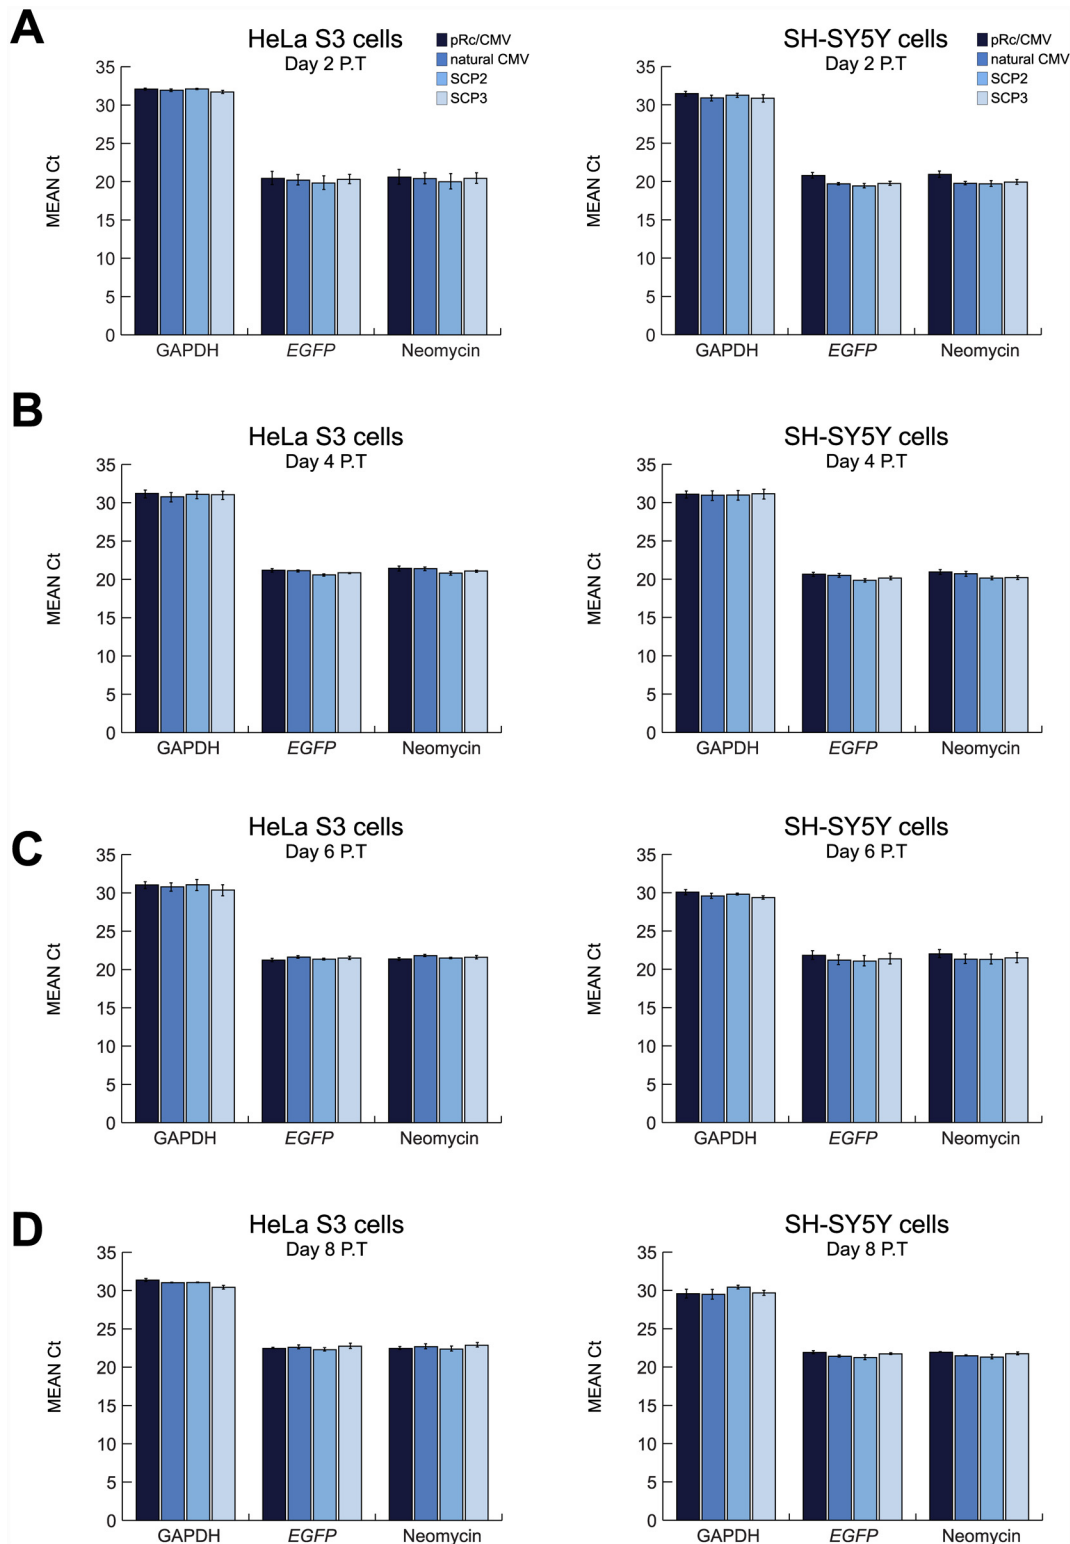 A
HeLa S3 cells
Day 2 P.T
pRc/CMV
natural CMV
SCP2
SCP3
MEAN Ct
35
30
25
20
15
10
5
0
GAPDH EGFP Neomycin
SH-SY5Y cells
Day 2 P.T
pRc/CMV
natural CMV
SCP2
SCP3
MEAN Ct
35
30
25
20
15
10
5
0
GAPDH EGFP Neomycin
B
HeLa S3 cells
Day 4 P.T
MEAN Ct
35
30
25
20
15
10
5
0
GAPDH EGFP Neomycin
SH-SY5Y cells
Day 4 P.T
MEAN Ct
35
30
25
20
15
10
5
0
GAPDH EGFP Neomycin
C
HeLa S3 cells
Day 6 P.T
MEAN Ct
35
30
25
20
15
10
5
0
GAPDH EGFP Neomycin
SH-SY5Y cells
Day 6 P.T
MEAN Ct
35
30
25
20
15
10
5
0
GAPDH EGFP Neomycin
D
HeLa S3 cells
Day 8 P.T
MEAN Ct
35
30
25
20
15
10
5
0
GAPDH EGFP Neomycin
SH-SY5Y cells
Day 8 P.T
MEAN Ct
35
30
25
20
15
10
5
0
GAPDH EGFP Neomycin